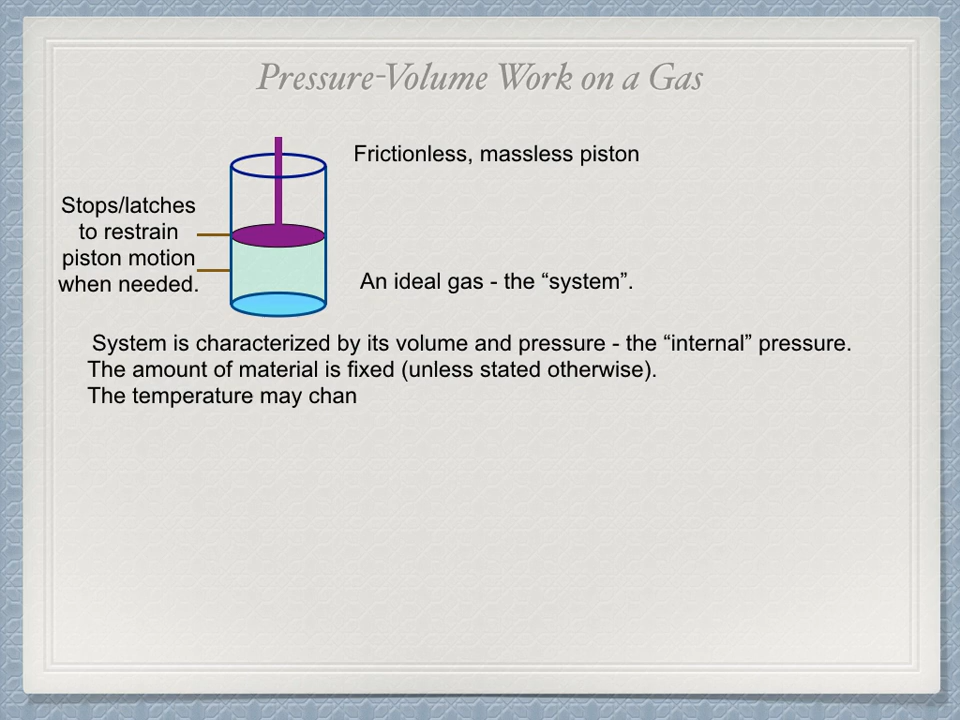 Pressure-Volume Work on a Gas
Frictionless, massless piston
Stops/latches
to restrain
piston motion
when needed.
An ideal gas - the “system”.
System is characterized by its volume and pressure - the “internal” pressure.
The amount of material is fixed (unless stated otherwise).
The temperature may chan